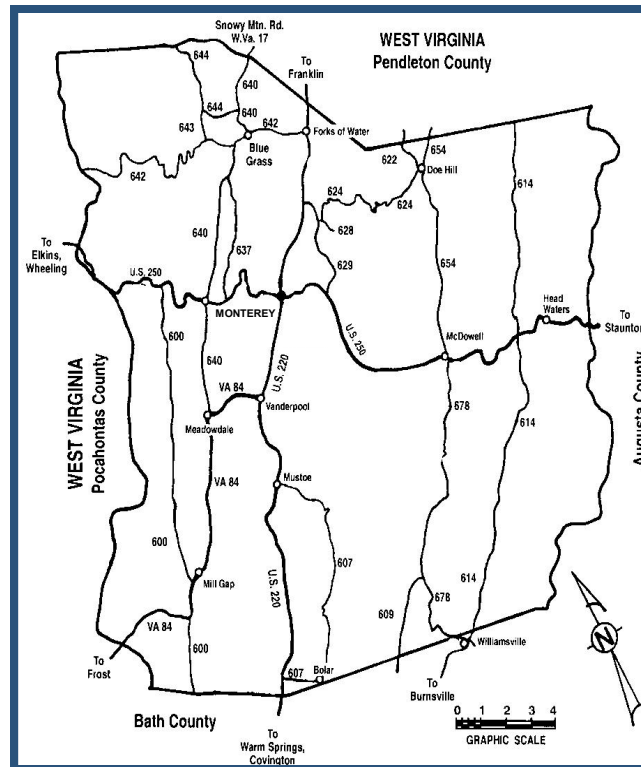 Snowy Mtn. Rd.
W.Va. 17
WEST VIRGINIA
Pendleton County
To
Franklin
644
640
644
640
643
642
Forks of Water
Blue
Grass
642
622
654
Doe Hill
614
624
624
628
640
637
629
654
To
Elkins,
Wheeling
U.S. 250
MONTEREY
Head
Waters
To
Staunton
600
640
U.S. 220
U.S. 250
McDowell
VA 84
Vanderpool
678
614
Meadowdale
WEST VIRGINIA
Pocahontas County
Augusta County
VA 84
Mustoe
600
607
Mill Gap
U.S. 220
614
609
678
VA 84
600
Williamsville
N
To
Frost
607
Bolar
To
Burnsville
Bath County
To
Warm Springs,
Covington
0 1 2 3 4
GRAPHIC SCALE